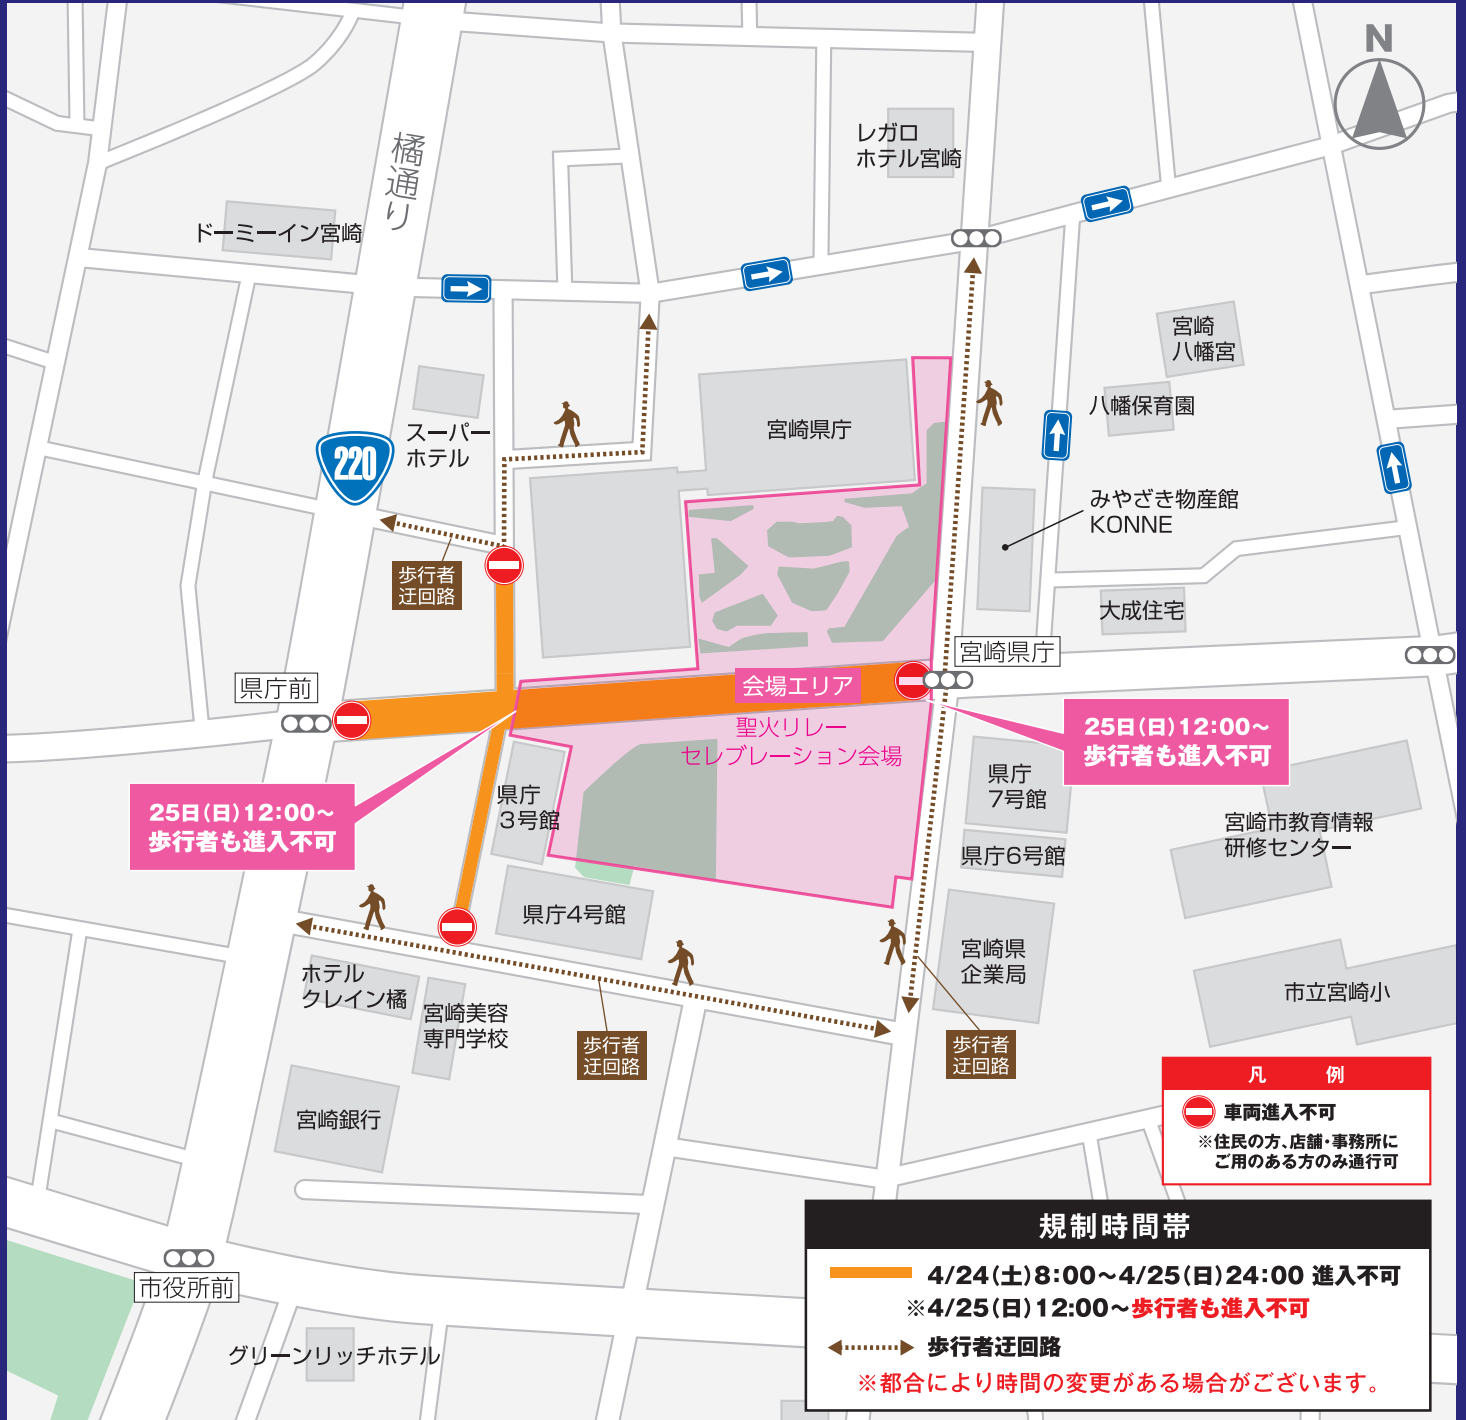 N
橘通り
レガロ
ホテル宮崎
ドーミーイン宮崎
宮崎
八幡宮
八幡保育園
スーパー
ホテル
220
宮崎県庁
みやざき物産館
KONNE
歩行者
迂回路
大成住宅
宮崎県庁
県庁前
会場エリア
聖火リレー
セレブレーション会場
25日(日)12:00～
歩行者も進入不可
25日(日)12:00～
歩行者も進入不可
県庁
3号館
県庁
7号館
県庁6号館
宮崎市教育情報
研修センター
県庁4号館
宮崎県
企業局
ホテル
クレイン橘
宮崎美容
専門学校
市立宮崎小
歩行者
迂回路
歩行者
迂回路
宮崎銀行
凡例
車両進入不可
※住民の方、店舗・事務所に
ご用のある方のみ通行可
市役所前
グリーンリッチホテル
規制時間帯
4/24(土)8:00～4/25(日)24:00 進入不可
※4/25(日)12:00～歩行者も進入不可
歩行者迂回路
※都合により時間の変更がある場合がございます。